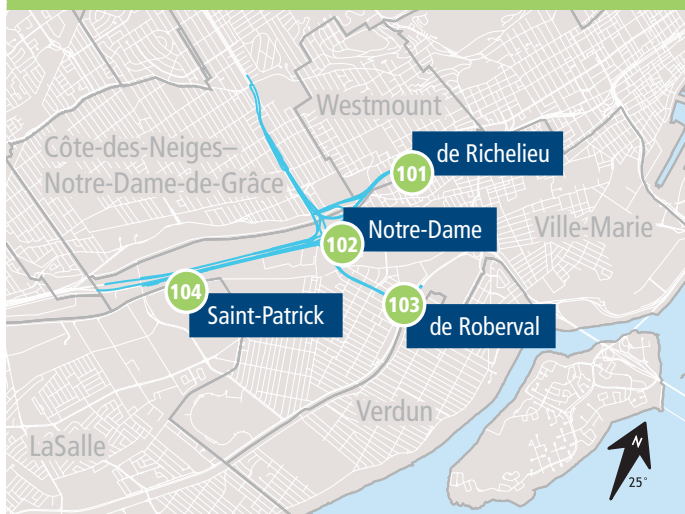 Westmount
Côte-des-Neiges–
Notre-Dame-de-Grâce
101
de Richelieu
102
Notre-Dame
Ville-Marie
104
Saint-Patrick
103
de Roberval
Verdun
LaSalle
N
25°